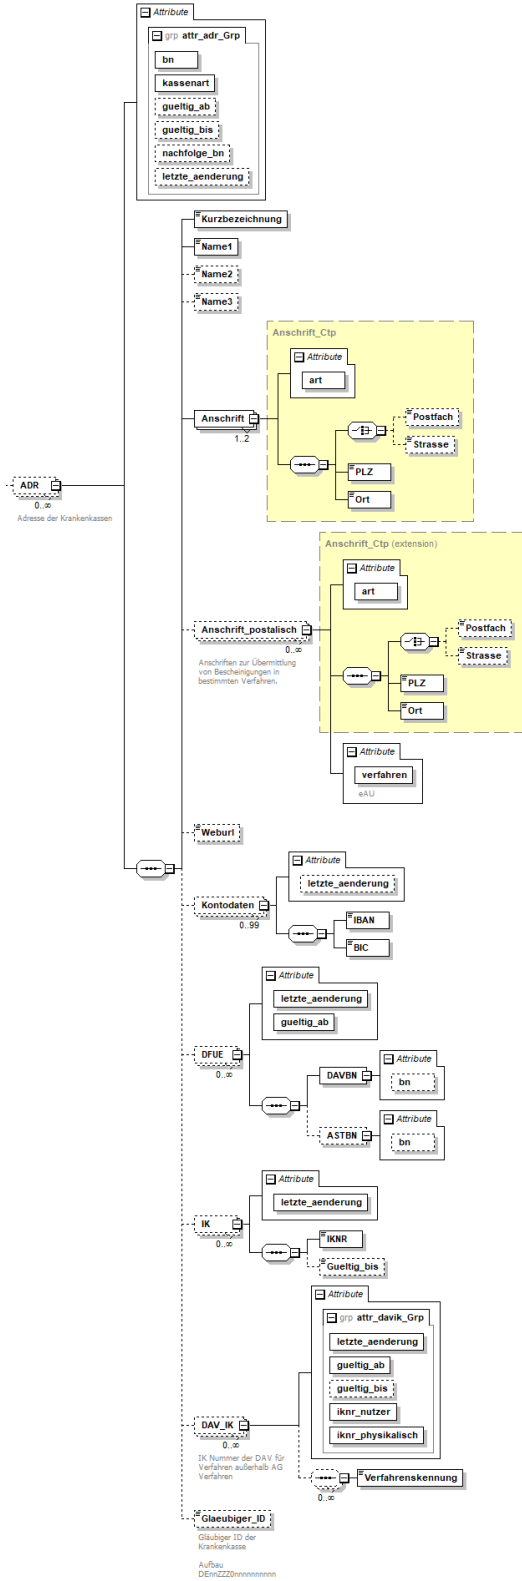 Attribute
grp attr_adr_Grp
bn
kassenart
gueltig_ab
gueltig_bis
nachfolge_bn
letzte_aenderung
Kurzbezeichnung
Name1
Name2
Name3
Anschrift_Ctp
Attribute
art
Anschrift
1..2
Postfach
Strasse
PLZ
Ort
ADR
0..∞
Adresse der Krankenkassen
Anschrift_Ctp (extension)
Attribute
art
Anschrift_postalisch
0..∞
Anschriften zur Übermittlung
von Bescheinigungen in
bestimmten Verfahren.
Postfach
Strasse
PLZ
Ort
Attribute
verfahren
eAU
Weburl
Attribute
letzte_aenderung
Kontodaten
0..99
IBAN
BIC
Attribute
letzte_aenderung
gueltig_ab
DFUE
0..∞
DAVBN
Attribute
bn
ASTBN
Attribute
bn
Attribute
letzte_aenderung
IK
0..∞
IKNR
Gueltig_bis
Attribute
grp attr_davik_Grp
letzte_aenderung
gueltig_ab
gueltig_bis
iknr_nutzer
iknr_physikalisch
DAV_IK
0..∞
IK Nummer der DAV für
Verfahren außerhalb AG
Verfahren
Verfahrenskennung
0..∞
Glaeubiger_ID
Gläubiger ID der
Krankenkasse
Aufbau
DEnnZZZ0nnnnnnnnnn